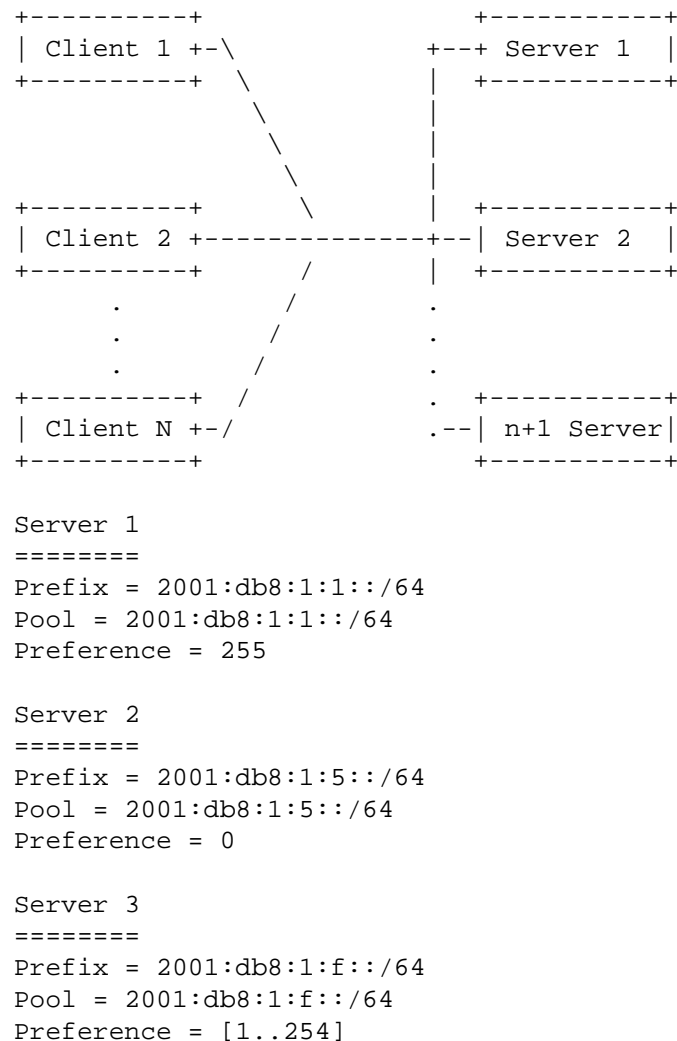 +----------+                 +-----------+
| Client 1 +-\            +--+ Server 1  |
+----------+  \           |  +-----------+
               \          |
                \         |
                 \        |
+----------+      \       |  +-----------+
| Client 2 +--------------+--| Server 2  |
+----------+      /       |  +-----------+
      .          /        .
      .         /         .
      .        /          .
+----------+  /           .  +-----------+
| Client N +-/            .--| n+1 Server|
+----------+                 +-----------+

Server 1
========
Prefix = 2001:db8:1:1::/64
Pool = 2001:db8:1:1::/64
Preference = 255

Server 2
========
Prefix = 2001:db8:1:5::/64
Pool = 2001:db8:1:5::/64
Preference = 0

Server 3
========
Prefix = 2001:db8:1:f::/64
Pool = 2001:db8:1:f::/64
Preference = [1..254]